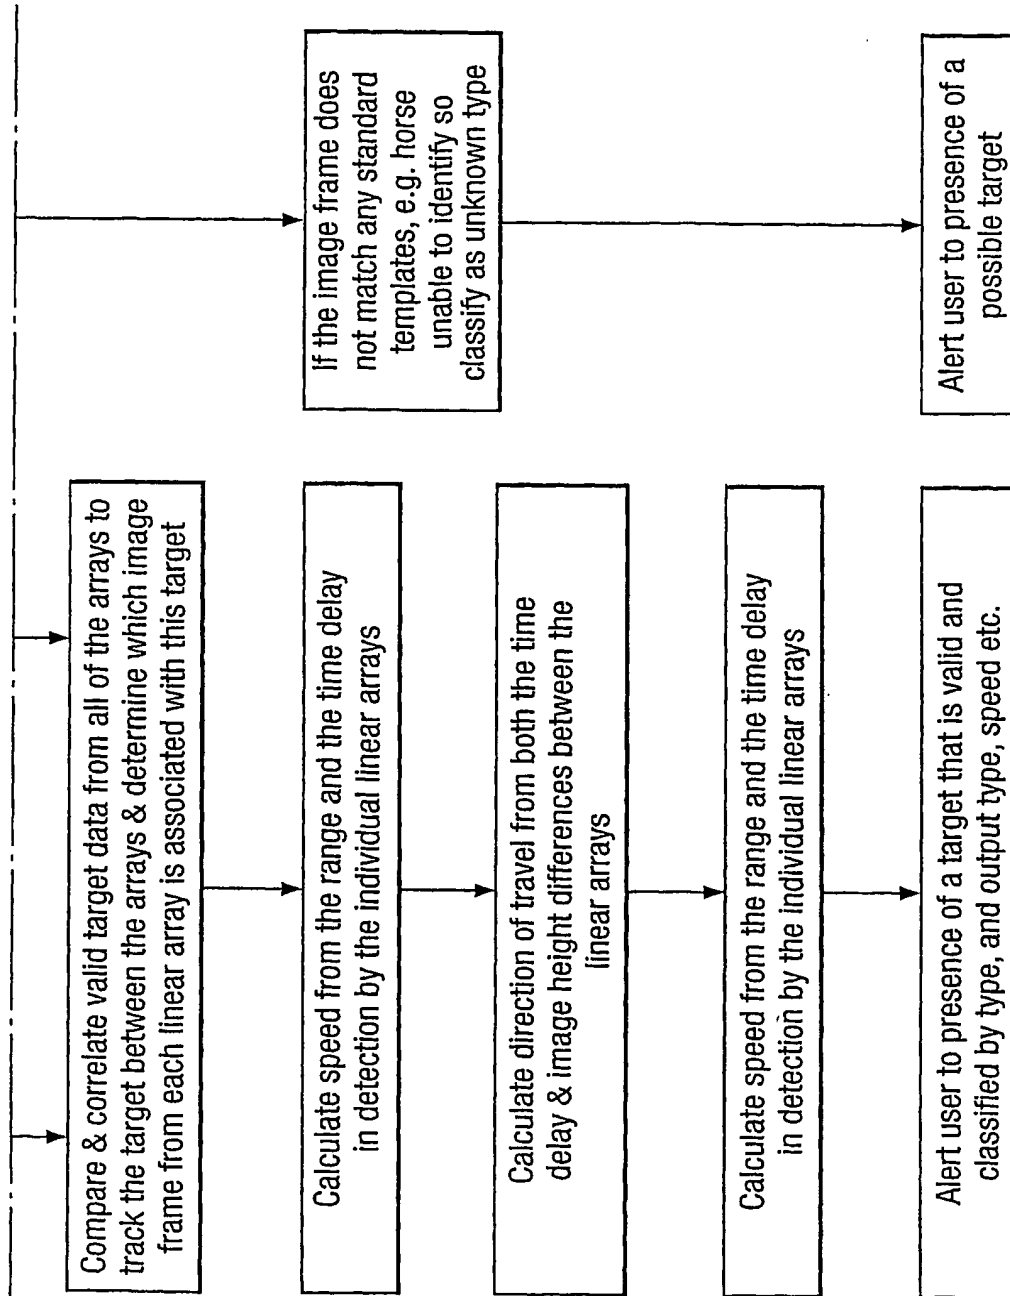 Compare & correlate valid target data from all of the arrays to
track the target between the arrays & determine which image
frame from each linear array is associated with this target
Calculate speed from the range and the time delay
in detection by the individual linear arrays
Calculate direction of travel from both the time
delay & image height differences between the
linear arrays
Calculate speed from the range and the time delay
in detection by the individual linear arrays
Alert user to presence of a target that is valid and
classified by type, and output type, speed etc.
If the image frame does
not match any standard
templates, e.g. horse
unable to identify so
classify as unknown type
Alert user to presence of a
possible target